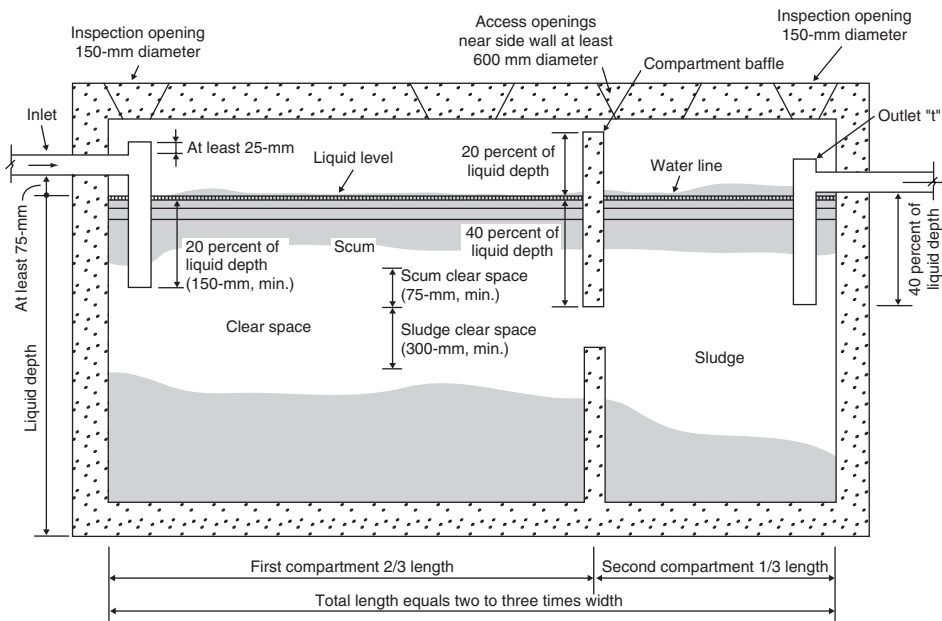 Inspection opening
150-mm diameter
Access openings
near side wall at least
600 mm diameter
Inspection opening
150-mm diameter
Compartment baffle
Inlet
Outlet "t"
At least 25-mm
Liquid level
20 percent of
liquid depth
Water line
At least 75-mm
20 percent of
liquid depth
(150-mm, min.)
Scum
40 percent of
liquid depth
40 percent of
liquid depth
Scum clear space
(75-mm, min.)
Clear space
Sludge clear space
(300-mm, min.)
Sludge
Liquid depth
First compartment 2/3 length
Second compartment 1/3 length
Total length equals two to three times width